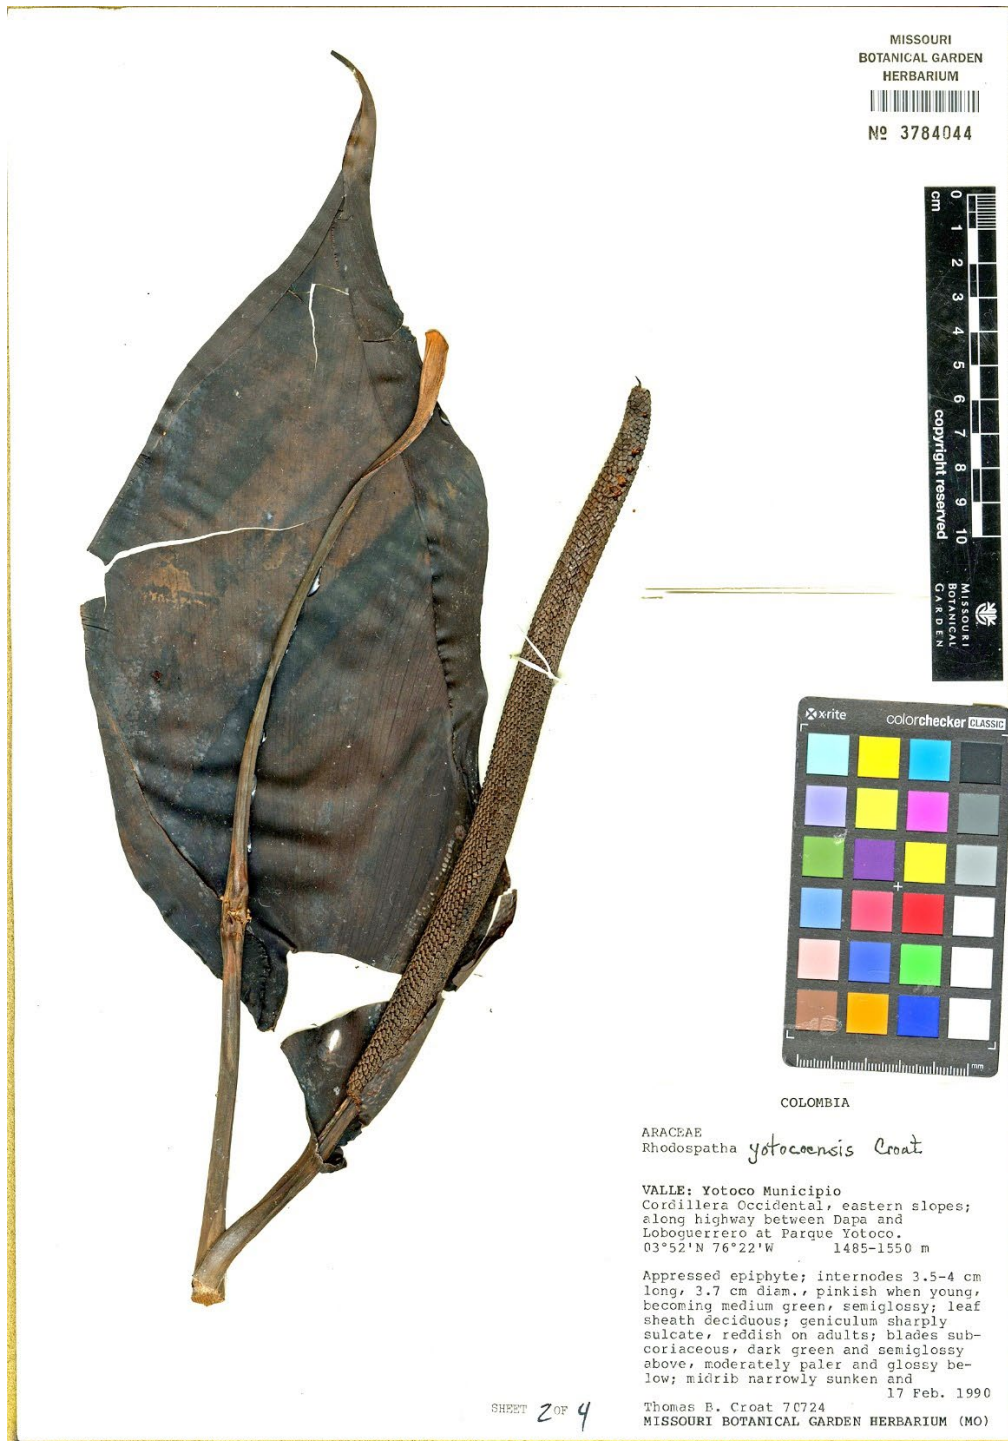 MISSOURI
BOTANICAL GARDEN
HERBARIUM
№ 3784044
cm 0 1 2 3 4 5 6 7 8 9 10
copyright reserved
MISSOURI
BOTANICAL
GARDEN
x-rite colorchecker CLASSIC
mm
COLOMBIA
ARACEAE
Rhodospatha yotocoensis Croat
VALLE: Yotoco Municipio
Cordillera Occidental, eastern slopes;
along highway between Dapa and
Loboguerrero at Parque Yotoco.
03°52'N 76°22'W 1485-1550 m
Appressed epiphyte; internodes 3.5-4 cm
long, 3.7 cm diam., pinkish when young,
becoming medium green, semiglossy; leaf
sheath deciduous; geniculum sharply
sulcate, reddish on adults; blades sub-
coriaceous, dark green and semiglossy
above, moderately paler and glossy be-
low; midrib narrowly sunken and
17 Feb. 1990
Thomas B. Croat 70724
MISSOURI BOTANICAL GARDEN HERBARIUM (MO)
SHEET 2 OF 4